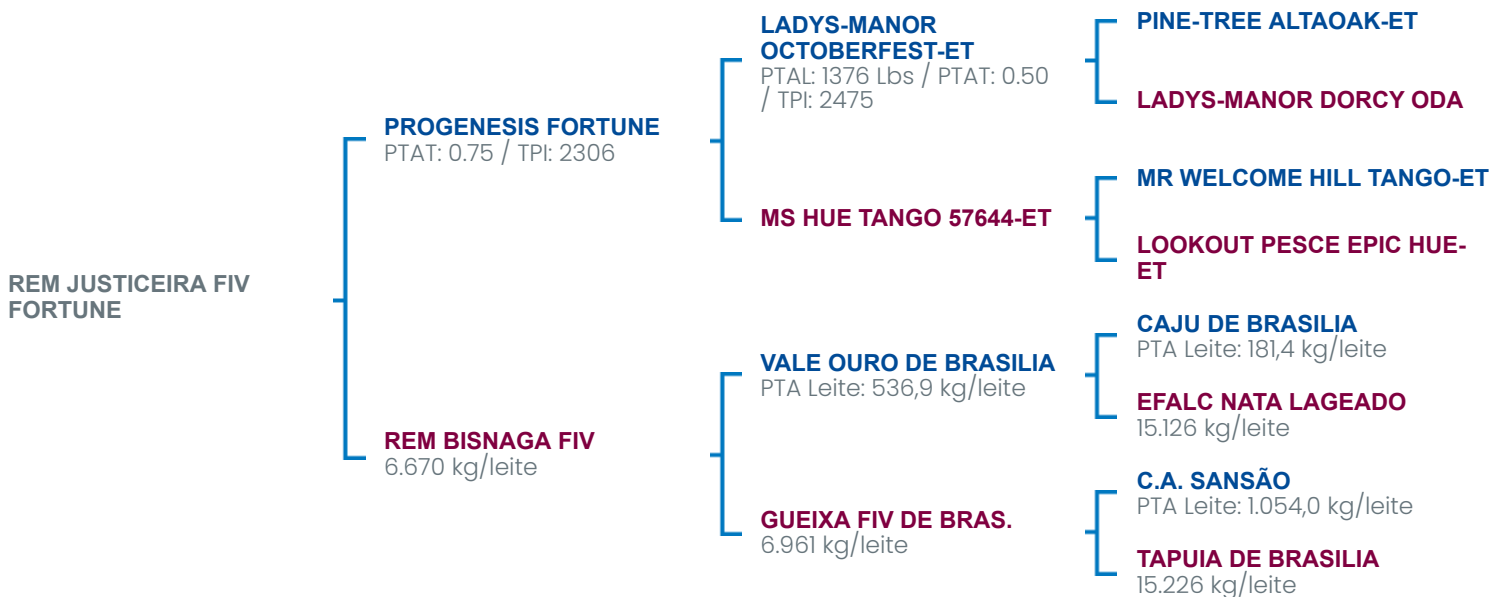 REM JUSTICEIRA FIV
FORTUNE
PROGENESIS FORTUNE
PTAT: 0.75 / TPI: 2306
LADYS-MANOR
OCTOBERFEST-ET
PTAL: 1376 Lbs / PTAT: 0.50
/ TPI: 2475
PINE-TREE ALTAOAK-ET
LADYS-MANOR DORCY ODA
MS HUE TANGO 57644-ET
MR WELCOME HILL TANGO-ET
LOOKOUT PESCE EPIC HUE-
ET
REM BISNAGA FIV
6.670 kg/leite
VALE OURO DE BRASILIA
PTA Leite: 536,9 kg/leite
CAJU DE BRASILIA
PTA Leite: 181,4 kg/leite
EFALC NATA LAGEADO
15.126 kg/leite
GUEIXA FIV DE BRAS.
6.961 kg/leite
C.A. SANSÃO
PTA Leite: 1.054,0 kg/leite
TAPUIA DE BRASILIA
15.226 kg/leite